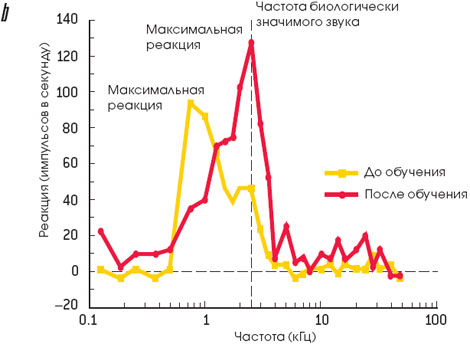 b
140
120
100
80
60
40
20
0
–20
Реакция (импульсов в секунду)
Максимальная
реакция
Максимальная
реакция
Частота биологически
значимого звука
До обучения
После обучения
0.1
1
10
100
Частота (кГц)